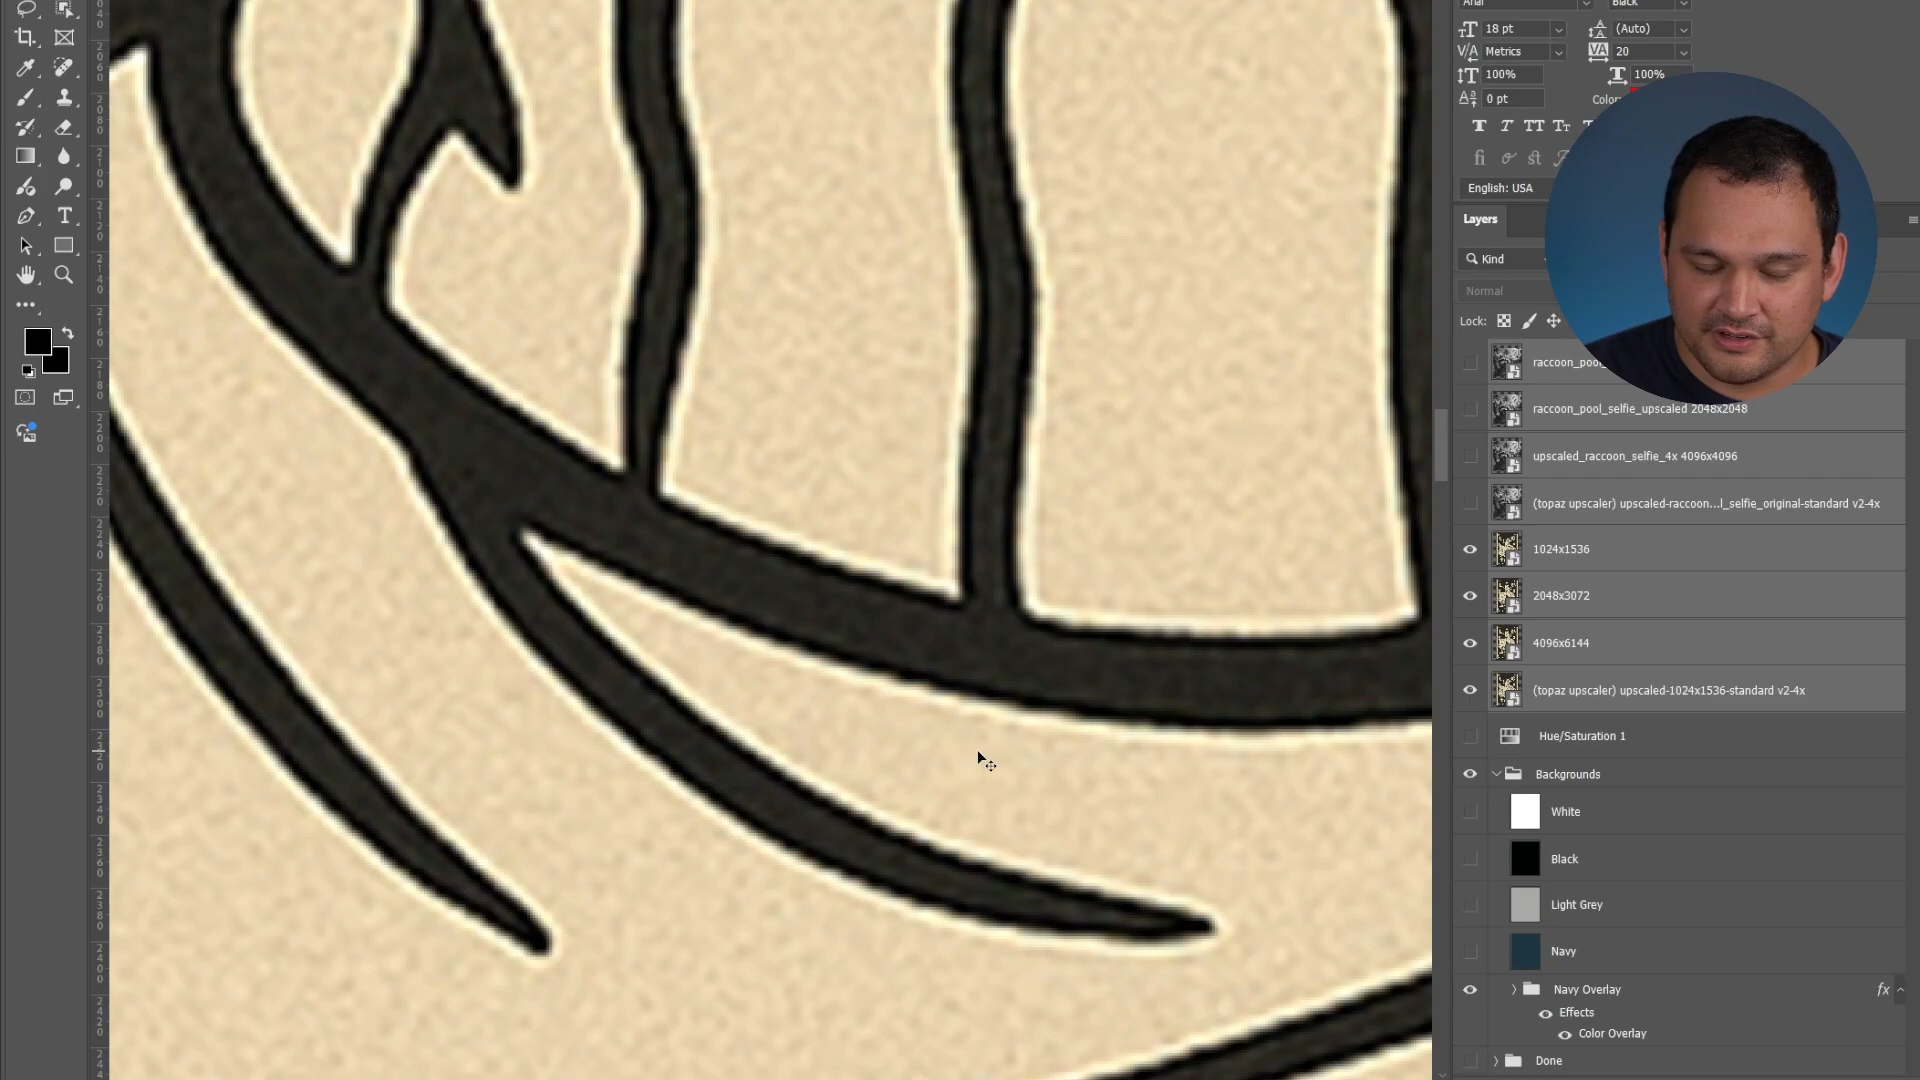 Arial
Black
18 pt
(Auto)
Metrics
20
100%
100%
0 pt
Color:
English: USA
Layers
Kind
Normal
Lock:
raccoon_pool
raccoon_pool_selfie_upscaled 2048x2048
upscaled_raccoon_selfie_4x 4096x4096
(topaz upscaler) upscaled-raccoon...l_selfie_original-standard v2-4x
1024x1536
2048x3072
4096x6144
(topaz upscaler) upscaled-1024x1536-standard v2-4x
Hue/Saturation 1
Backgrounds
White
Black
Light Grey
Navy
Navy Overlay
fx
Effects
Color Overlay
Done